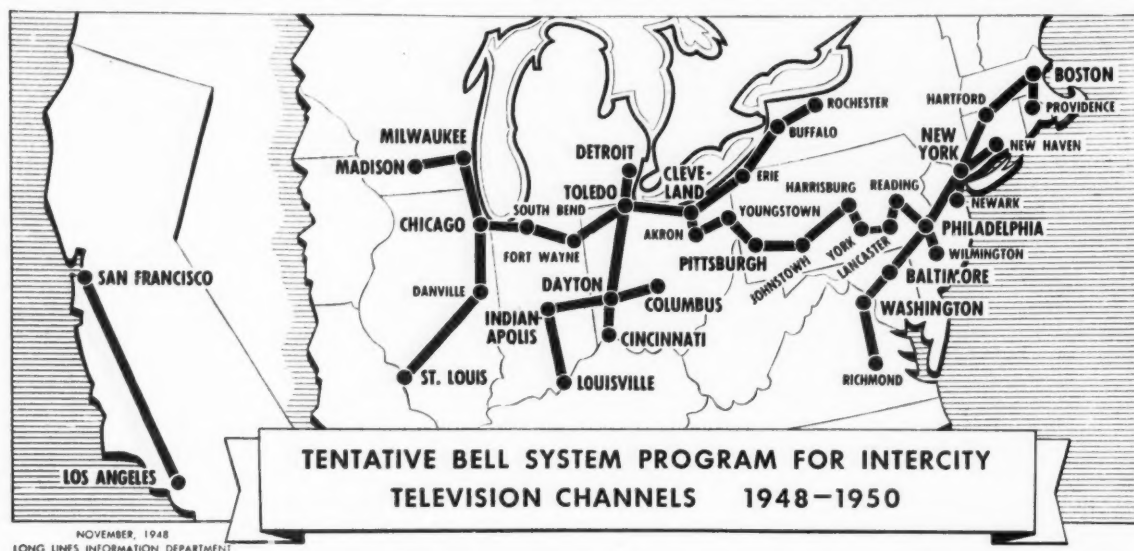 MILWAUKEE
MADISON
CHICAGO
SOUTH BEND
FORT WAYNE
DANVILLE
ST. LOUIS
DETROIT
TOLEDO
CLEVE-
LAND
DAYTON
COLUMBUS
INDIAN-
APOLIS
CINCINNATI
LOUISVILLE
ROCHESTER
BUFFALO
ERIE
AKRON
YOUNGSTOWN
PITTSBURGH
JOHNSTOWN
HARRISBURG
YORK
LANCASTER
READING
BOSTON
PROVIDENCE
HARTFORD
NEW
YORK
NEW HAVEN
NEWARK
PHILADELPHIA
WILMINGTON
BALTIMORE
WASHINGTON
RICHMOND
SAN FRANCISCO
LOS ANGELES
TENTATIVE BELL SYSTEM PROGRAM FOR INTERCITY
TELEVISION CHANNELS 1948–1950
NOVEMBER, 1948
LONG LINES INFORMATION DEPARTMENT